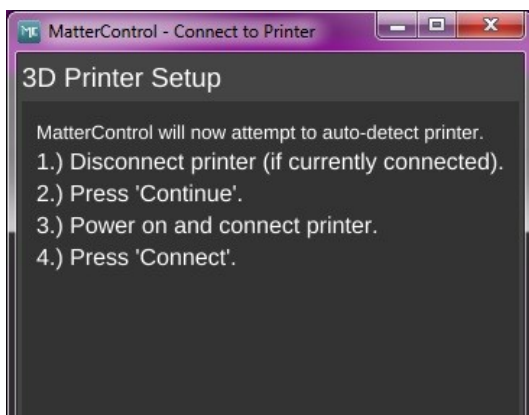 MatterControl - Connect to Printer
3D Printer Setup
MatterControl will now attempt to auto-detect printer.
1.) Disconnect printer (if currently connected).
2.) Press 'Continue'.
3.) Power on and connect printer.
4.) Press 'Connect'.